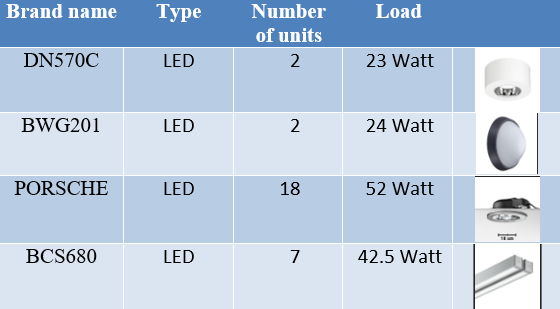 Brand name Type Number of units Load
DN570C LED 2 23 Watt
BWG201 LED 2 24 Watt
PORSCHE LED 18 52 Watt
BCS680 LED 7 42.5 Watt